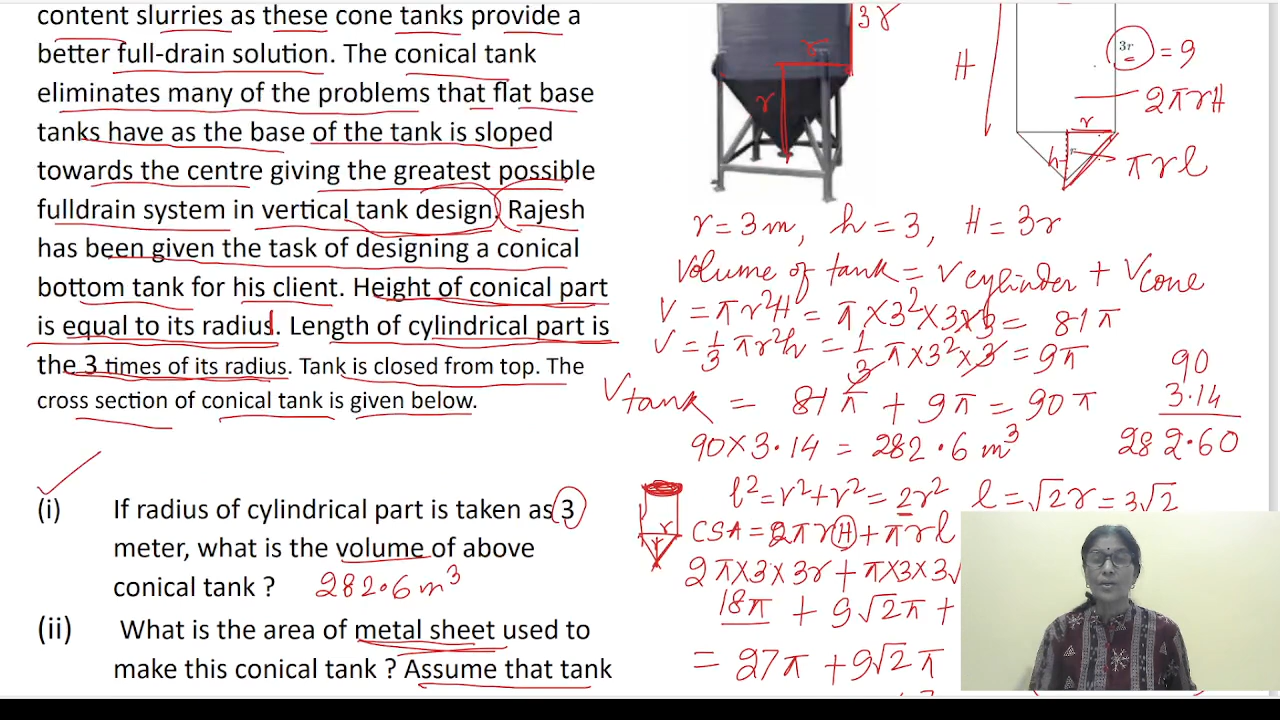 content slurries as these cone tanks provide a
better full-drain solution. The conical tank
eliminates many of the problems that flat base
tanks have as the base of the tank is sloped
towards the centre giving the greatest possible
fulldrain system in vertical tank design. Rajesh
has been given the task of designing a conical
bottom tank for his client. Height of conical part
is equal to its radius. Length of cylindrical part is
the 3 times of its radius. Tank is closed from top. The
cross section of conical tank is given below.
(i) If radius of cylindrical part is taken as 3
meter, what is the volume of above
conical tank ? 282.6 m³
(ii) What is the area of metal sheet used to
make this conical tank ? Assume that tank
3r
r
r
H
3r = 9
2πrH
r
h
r
πrl
r = 3m, h = 3, H = 3r
Volume of tank = V cylinder + V cone
V = πr²H = π×3²×3×3 = 81π
V = 1/3 πr²h = 1/3 π×3²×3 = 9π
V tank = 81π + 9π = 90π
90×3.14 = 282.6 m³
90
3.14
282.60
l² = r²+r² = 2r² l = √2r = 3√2
r
CSA = 2πrH + πrl
2π×3×3r + π×3×3√
18π + 9√2π +
= 27π + 9√2π